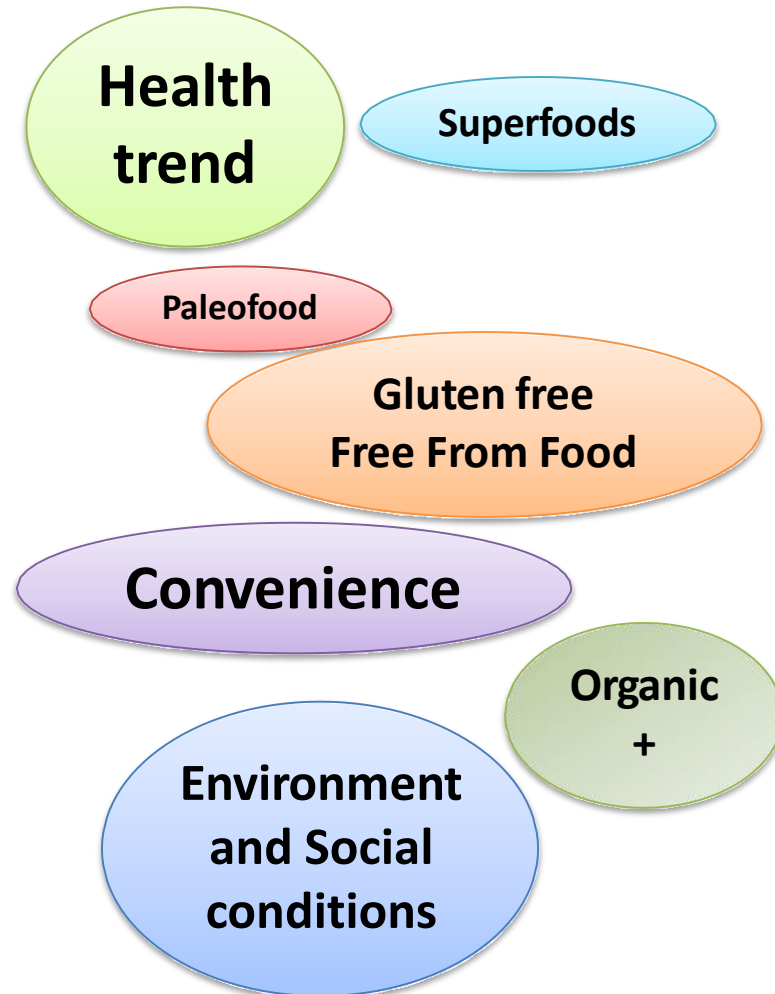 Health
trend
Superfoods
Paleofood
Gluten free
Free From Food
Convenience
Organic
+
Environment
and Social
conditions